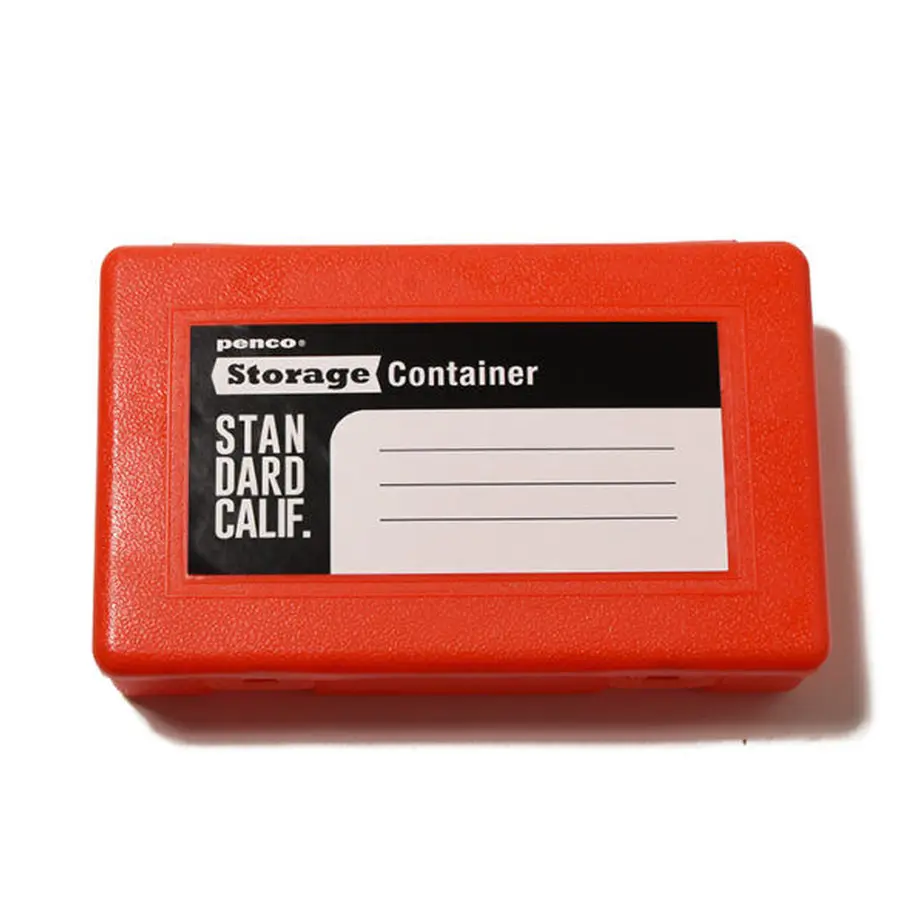 penco®
Storage Container
STAN
DARD
CALIF.